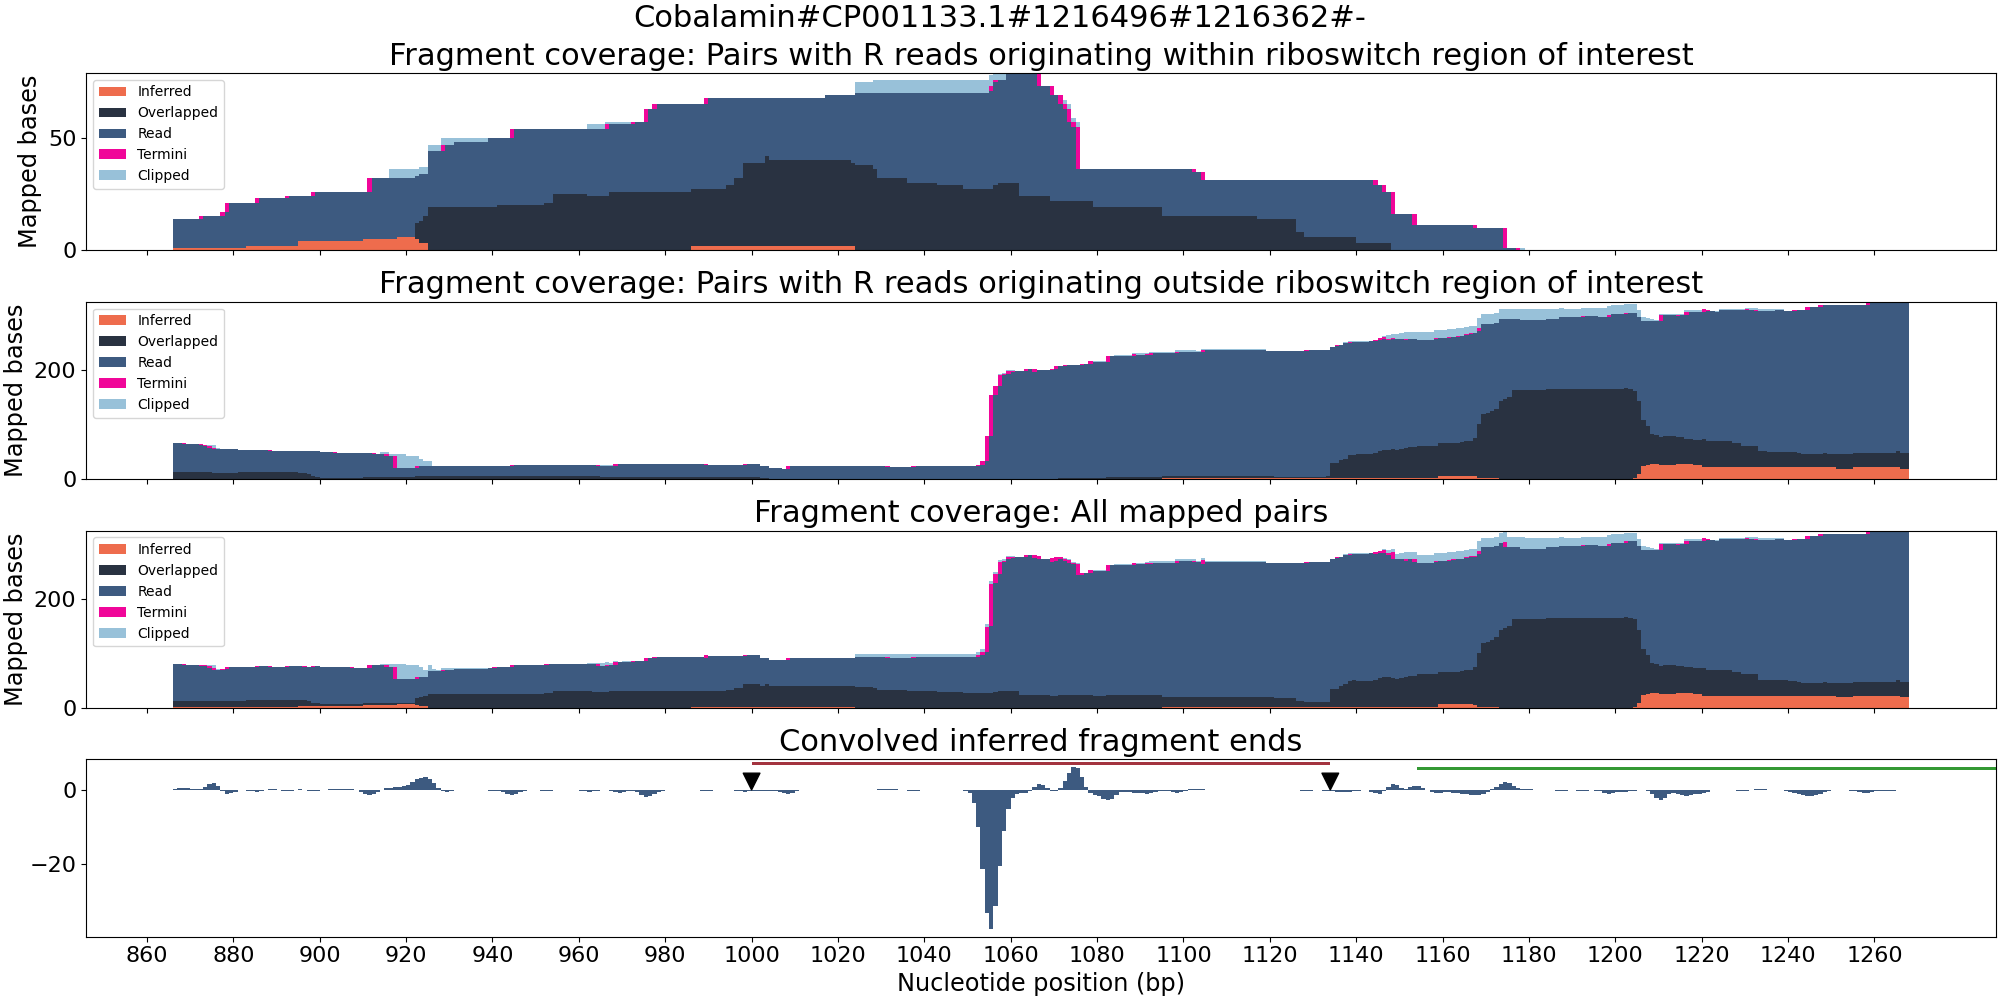 Cobalamin#CP001133.1#1216496#1216362#-
Fragment coverage: Pairs with R reads originating within riboswitch region of interest
Mapped bases
50
0
Inferred
Overlapped
Read
Termini
Clipped
Fragment coverage: Pairs with R reads originating outside riboswitch region of interest
Mapped bases
200
0
Inferred
Overlapped
Read
Termini
Clipped
Fragment coverage: All mapped pairs
Mapped bases
200
0
Inferred
Overlapped
Read
Termini
Clipped
Convolved inferred fragment ends
0
−20
860 880 900 920 940 960 980 1000 1020 1040 1060 1080 1100 1120 1140 1160 1180 1200 1220 1240 1260
Nucleotide position (bp)